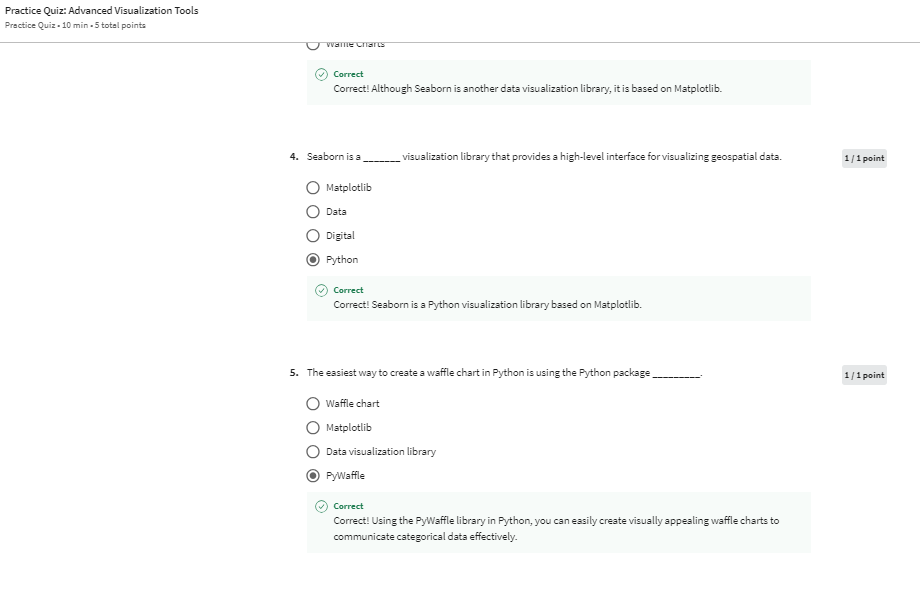 Practice Quiz: Advanced Visualization Tools
Practice Quiz • 10 min • 5 total points
Waffle Charts
Correct
Correct! Although Seaborn is another data visualization library, it is based on Matplotlib.
4. Seaborn is a _______ visualization library that provides a high-level interface for visualizing geospatial data.
1 / 1 point
Matplotlib
Data
Digital
Python
Correct
Correct! Seaborn is a Python visualization library based on Matplotlib.
5. The easiest way to create a waffle chart in Python is using the Python package _________.
1 / 1 point
Waffle chart
Matplotlib
Data visualization library
PyWaffle
Correct
Correct! Using the PyWaffle library in Python, you can easily create visually appealing waffle charts to
communicate categorical data effectively.